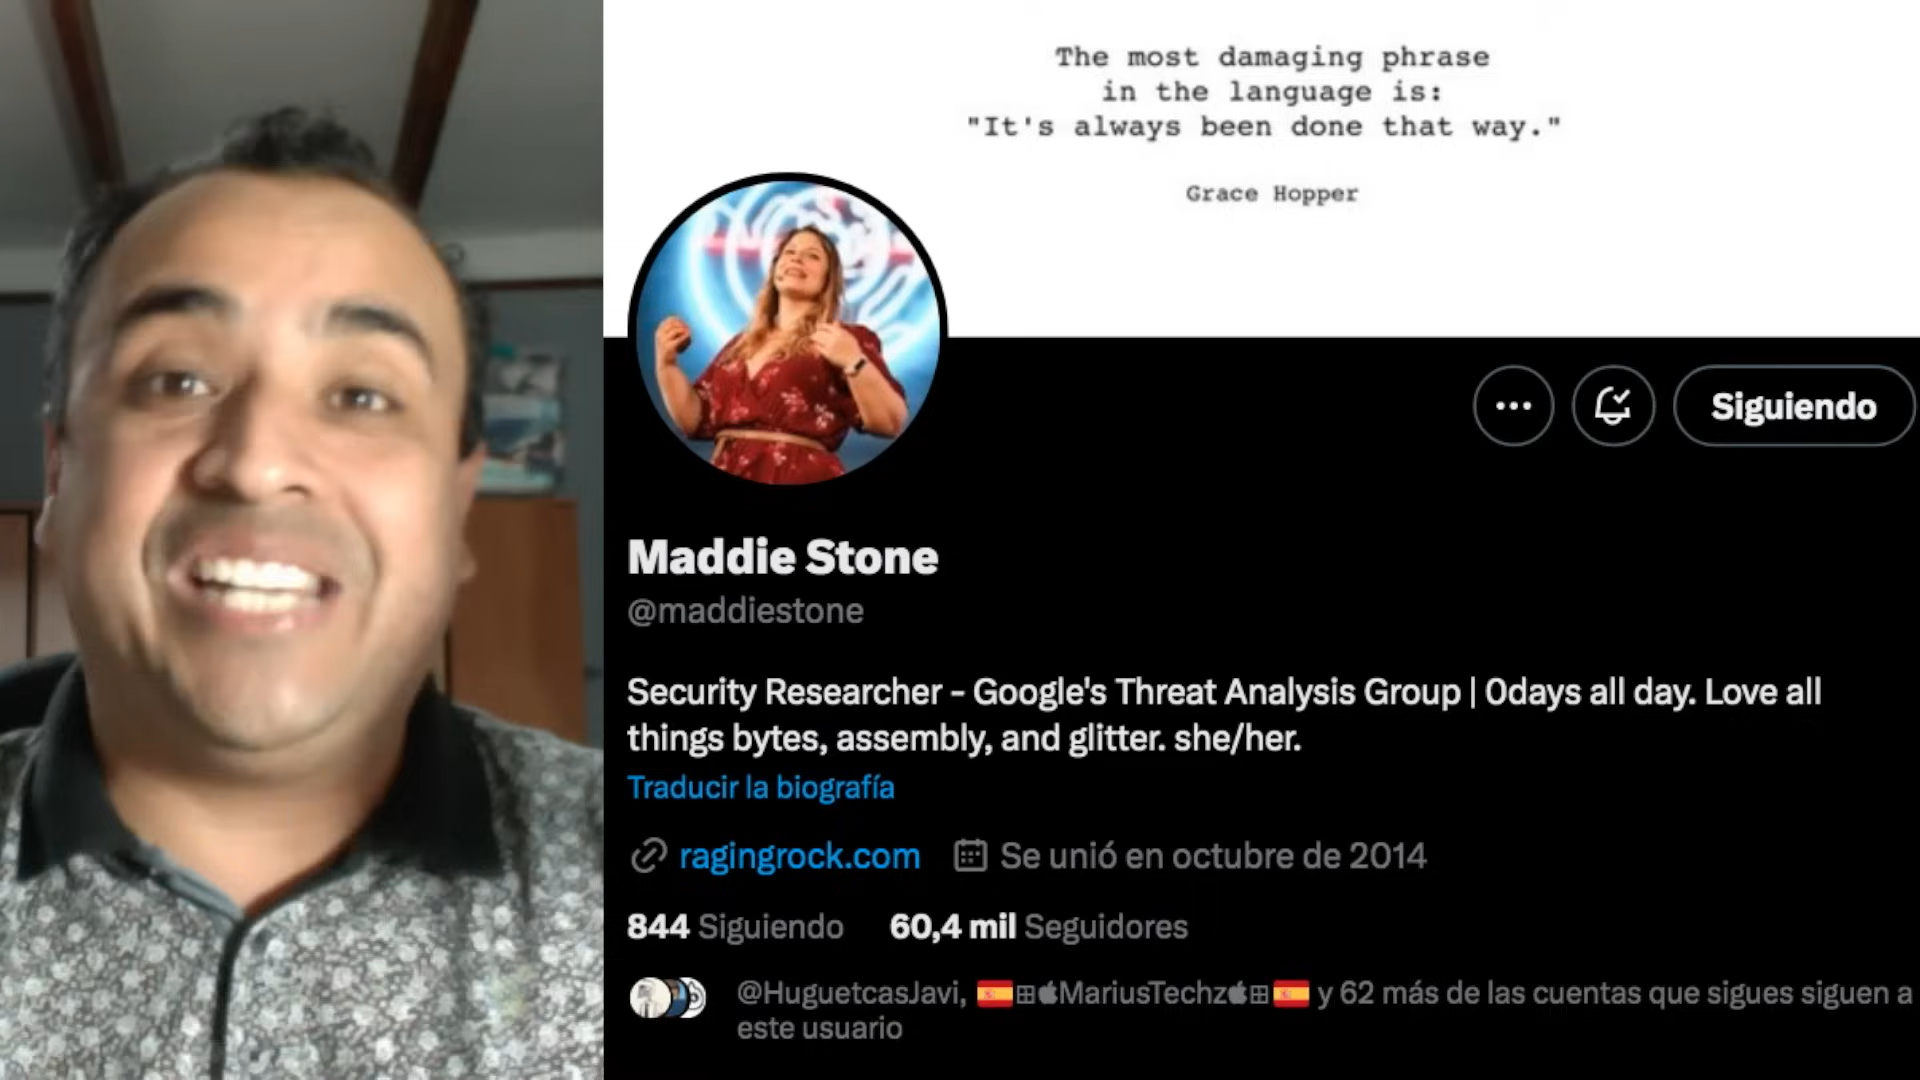 The most damaging phrase
in the language is:
"It's always been done that way."
Grace Hopper
Siguiendo
Maddie Stone
@maddiestone
Security Researcher - Google's Threat Analysis Group | 0days all day. Love all
things bytes, assembly, and glitter. she/her.
Traducir la biografía
ragingrock.com Se unió en octubre de 2014
844 Siguiendo 60,4 mil Seguidores
@HuguetcasJavi, 🇪🇸⊞MariusTechz⊞🇪🇸 y 62 más de las cuentas que sigues siguen a
este usuario